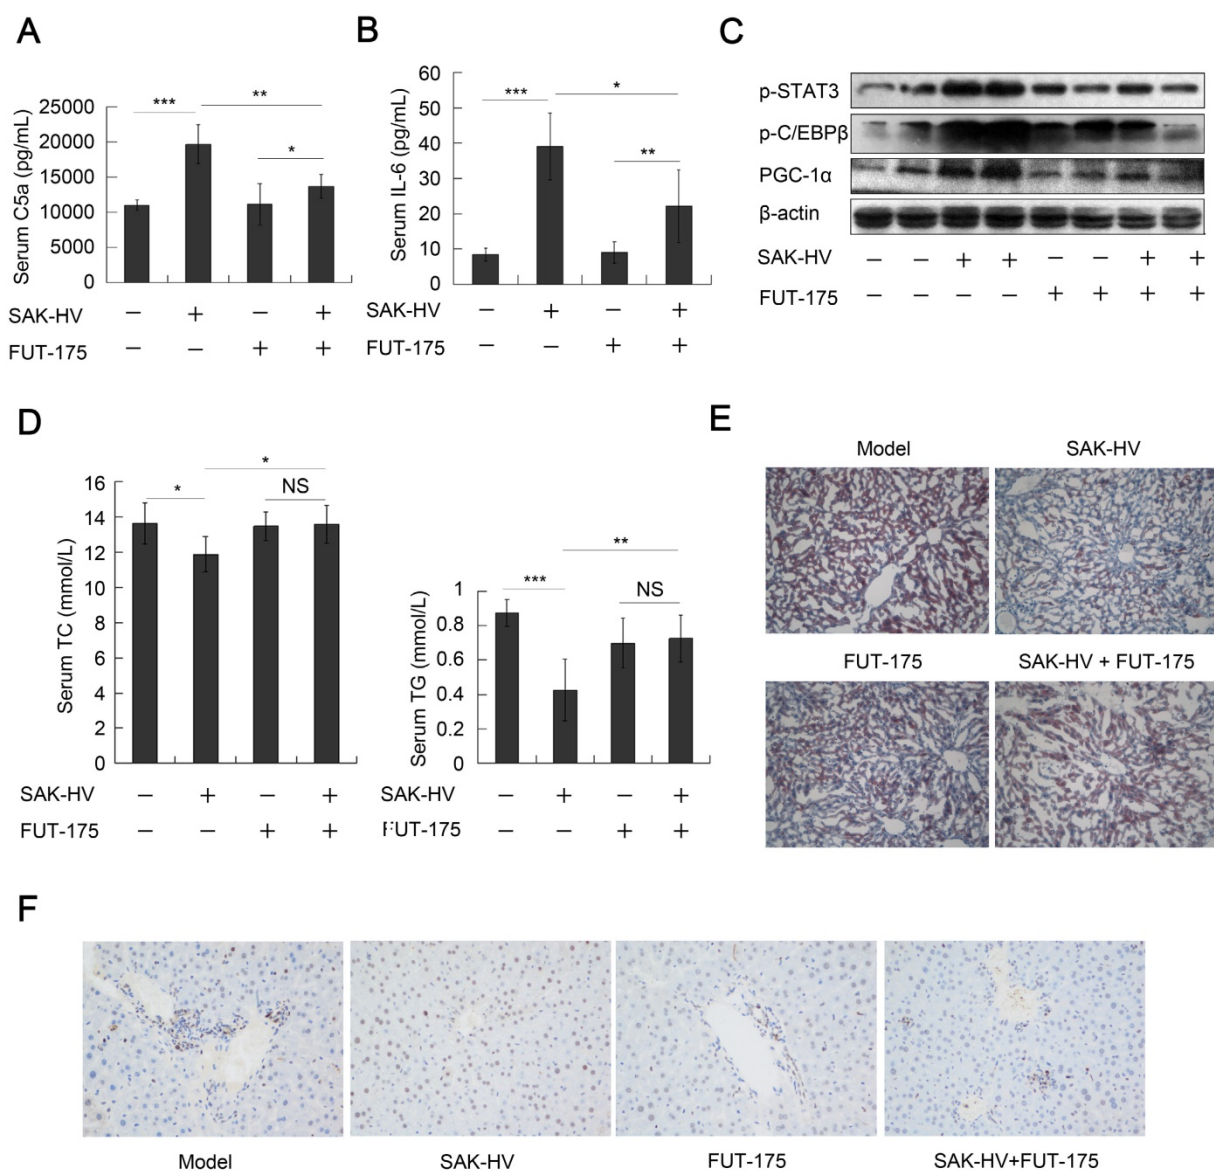 A
Serum C5a (pg/mL)
25000
20000
15000
10000
5000
0
***
**
*
SAK-HV − + − +
FUT-175 − − + +
B
Serum IL-6 (pg/mL)
60
50
40
30
20
10
0
***
*
**
− + − +
FUT-175 − − + +
C
p-STAT3
p-C/EBPβ
PGC-1α
β-actin
SAK-HV − − + + − − + +
FUT-175 − − − − + + + +
D
Serum TC (mmol/L)
16
14
12
10
8
6
4
2
0
*
*
NS
SAK-HV − + − +
FUT-175 − − + +
Serum TG (mmol/L)
1
0.8
0.6
0.4
0.2
0
***
**
NS
SAK-HV − + − +
FUT-175 − − + +
E
Model SAK-HV
FUT-175 SAK-HV + FUT-175
F
Model SAK-HV FUT-175 SAK-HV+FUT-175